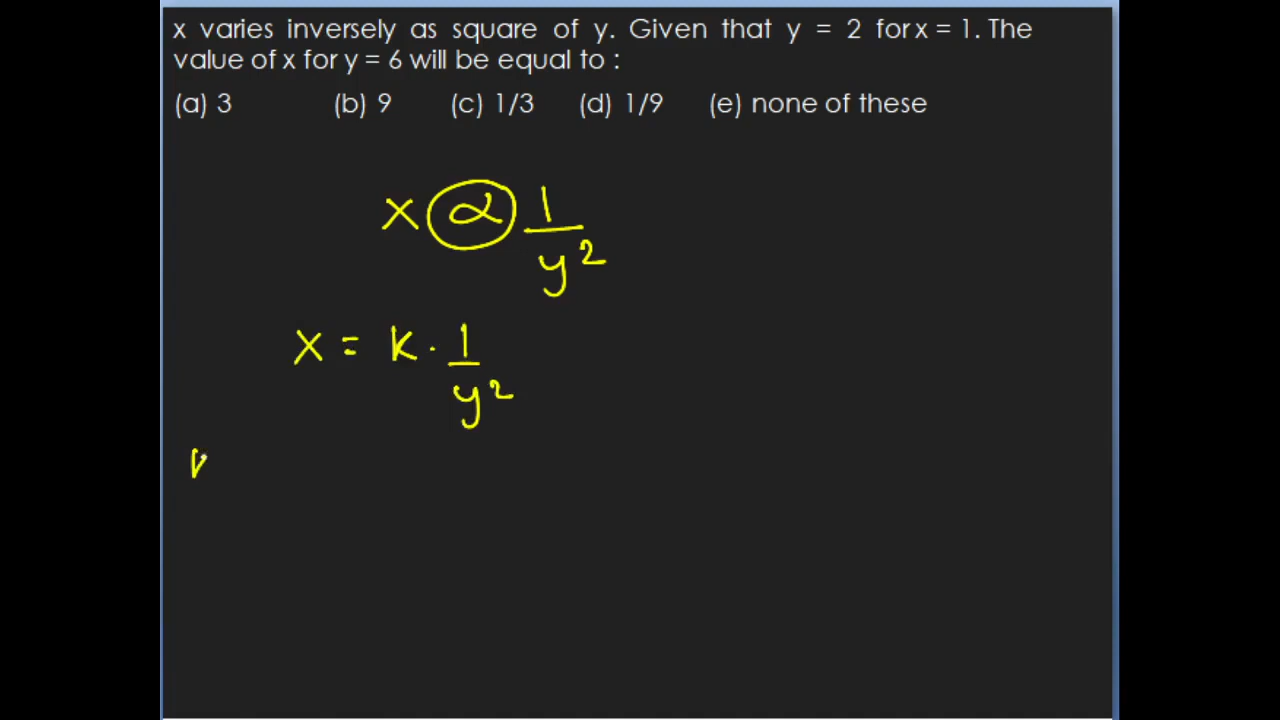 x varies inversely as square of y. Given that y = 2 for x = 1. The
value of x for y = 6 will be equal to :
(a) 3 (b) 9 (c) 1/3 (d) 1/9 (e) none of these
x ∝ 1/y²
x = k · 1/y²